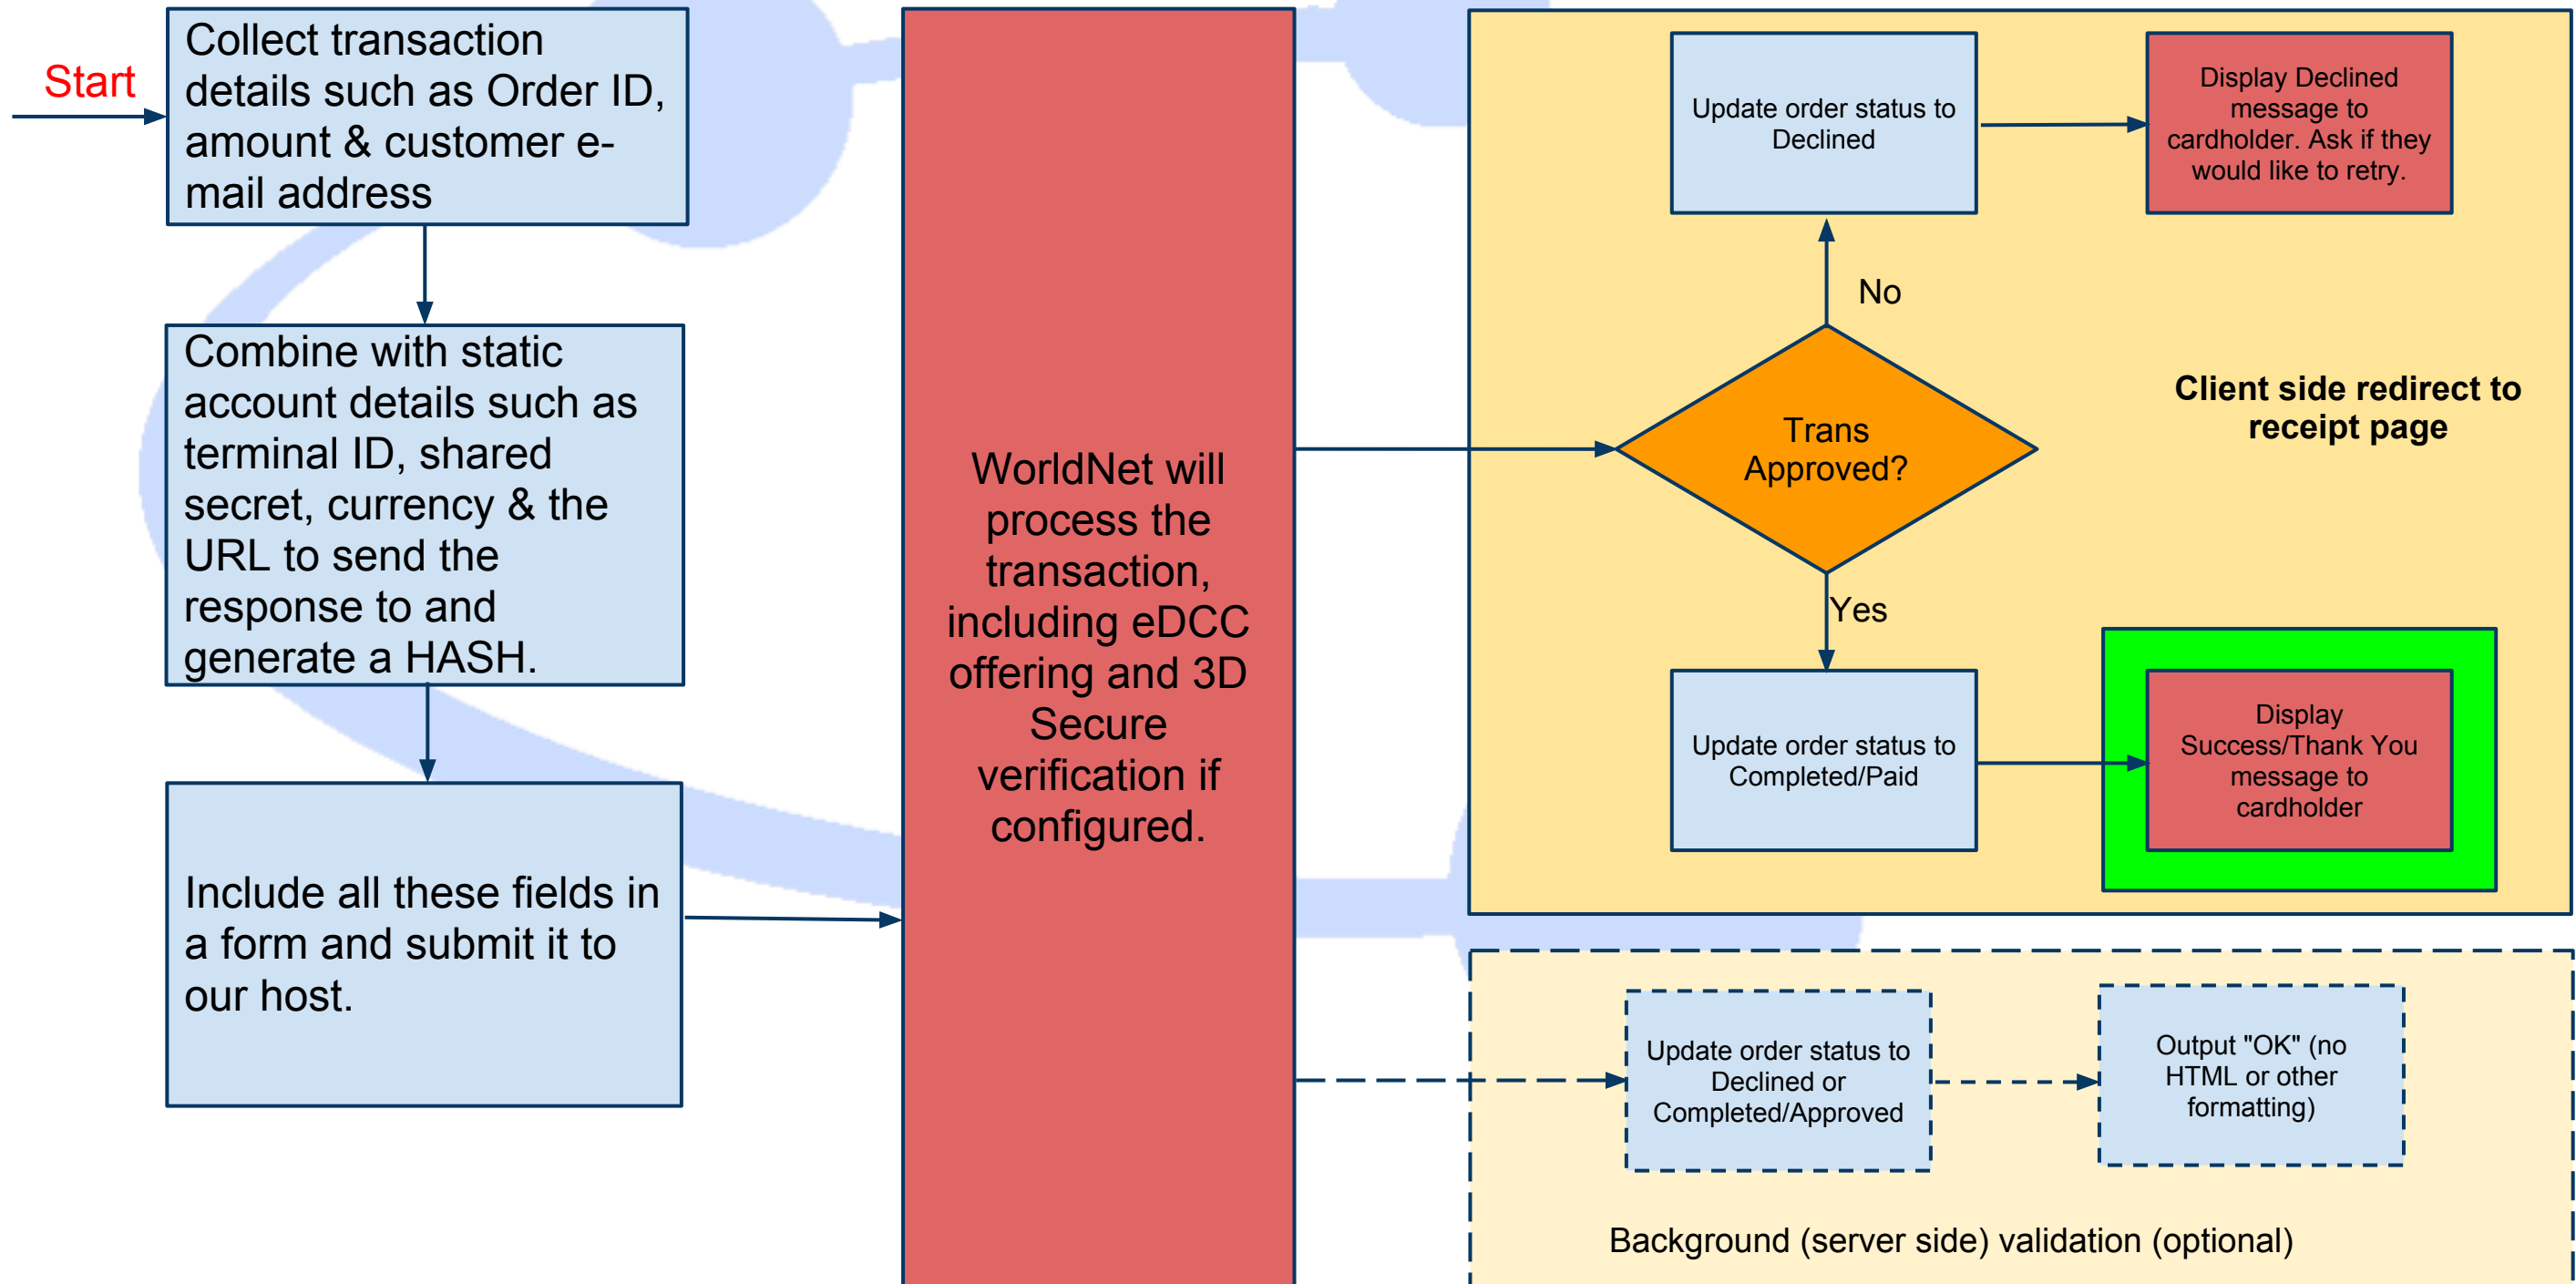 Start
Collect transaction
details such as Order ID,
amount & customer e-
mail address
Combine with static
account details such as
terminal ID, shared
secret, currency & the
URL to send the
response to and
generate a HASH.
Include all these fields in
a form and submit it to
our host.
WorldNet will
process the
transaction,
including eDCC
offering and 3D
Secure
verification if
configured.
Update order status to
Declined
Display Declined
message to
cardholder. Ask if they
would like to retry.
No
Client side redirect to
receipt page
Trans
Approved?
Yes
Update order status to
Completed/Paid
Display
Success/Thank You
message to
cardholder
Update order status to
Declined or
Completed/Approved
Output "OK" (no
HTML or other
formatting)
Background (server side) validation (optional)